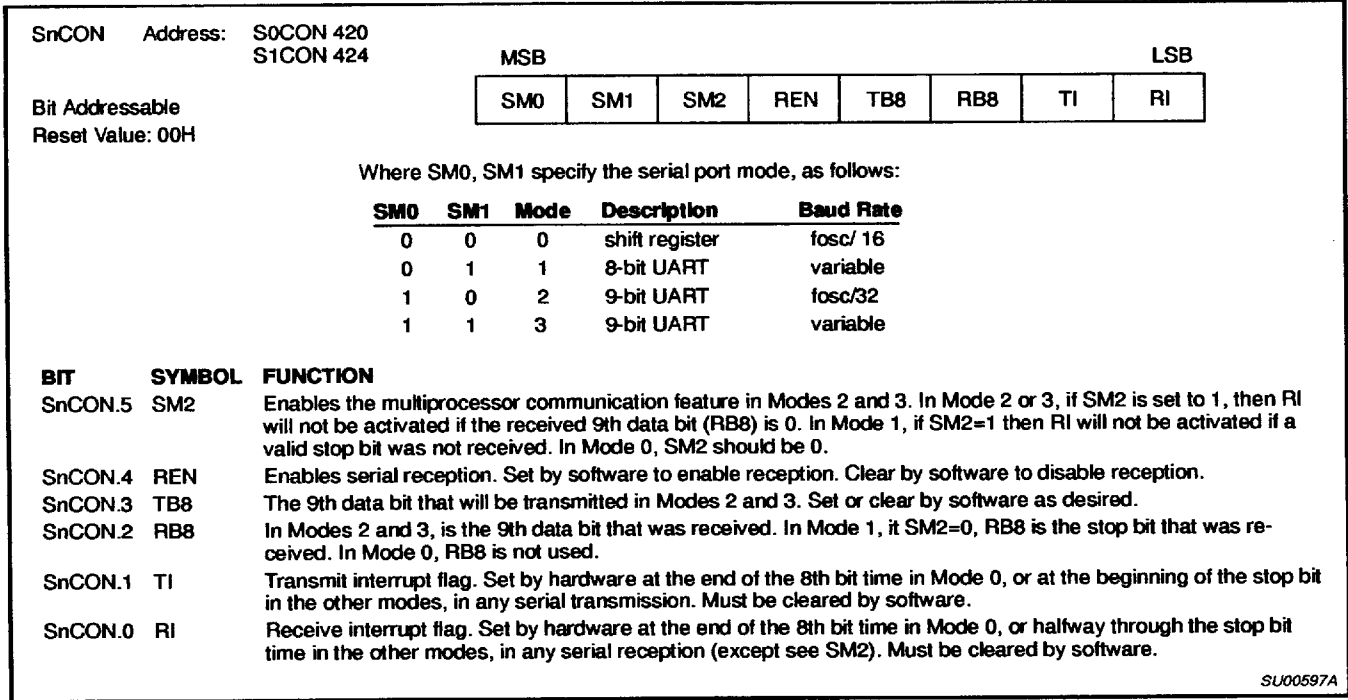 SnCON Address: S0CON 420
S1CON 424
MSB LSB
Bit Addressable
Reset Value: 00H
SM0 SM1 SM2 REN TB8 RB8 TI RI
Where SM0, SM1 specify the serial port mode, as follows:
SM0 SM1 Mode Description Baud Rate
0 0 0 shift register fosc/ 16
0 1 1 8-bit UART variable
1 0 2 9-bit UART fosc/32
1 1 3 9-bit UART variable
BIT SYMBOL FUNCTION
SnCON.5 SM2 Enables the multiprocessor communication feature in Modes 2 and 3. In Mode 2 or 3, if SM2 is set to 1, then RI
will not be activated if the received 9th data bit (RB8) is 0. In Mode 1, if SM2=1 then RI will not be activated if a
valid stop bit was not received. In Mode 0, SM2 should be 0.
SnCON.4 REN Enables serial reception. Set by software to enable reception. Clear by software to disable reception.
SnCON.3 TB8 The 9th data bit that will be transmitted in Modes 2 and 3. Set or clear by software as desired.
SnCON.2 RB8 In Modes 2 and 3, is the 9th data bit that was received. In Mode 1, it SM2=0, RB8 is the stop bit that was re-
ceived. In Mode 0, RB8 is not used.
SnCON.1 TI Transmit interrupt flag. Set by hardware at the end of the 8th bit time in Mode 0, or at the beginning of the stop bit
in the other modes, in any serial transmission. Must be cleared by software.
SnCON.0 RI Receive interrupt flag. Set by hardware at the end of the 8th bit time in Mode 0, or halfway through the stop bit
time in the other modes, in any serial reception (except see SM2). Must be cleared by software.
SU00597A